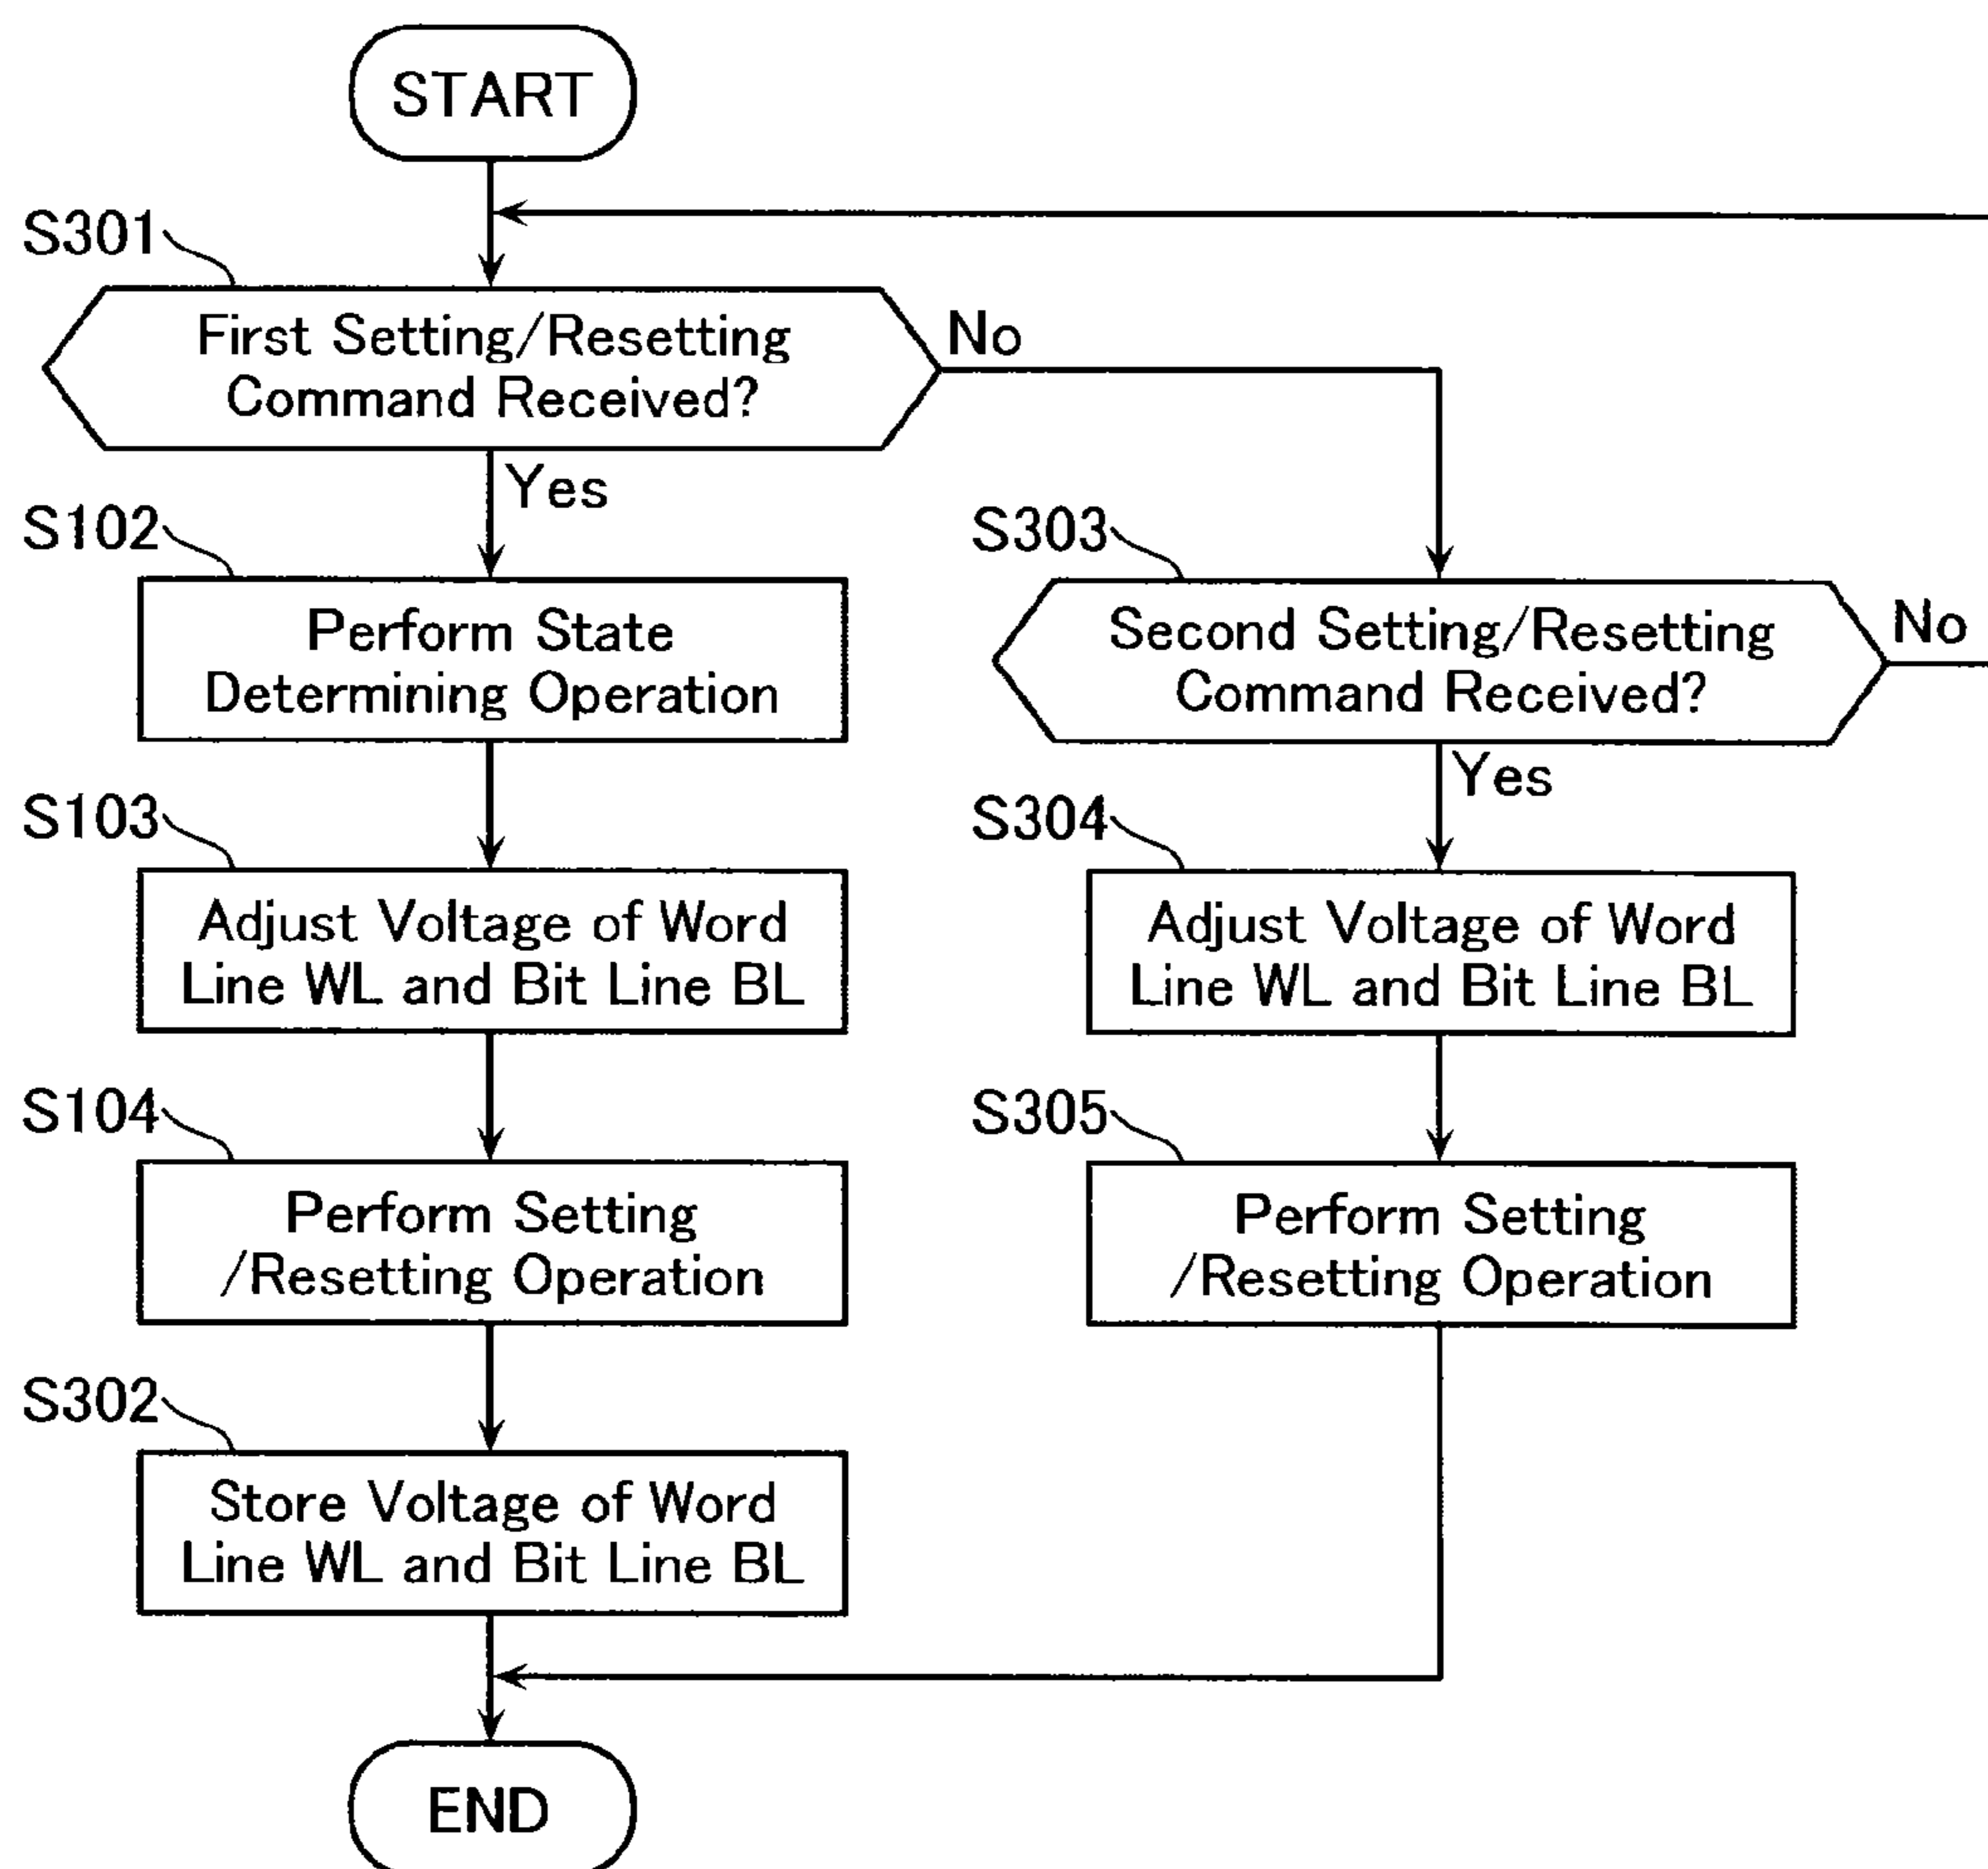 START
S301
First Setting/Resetting
Command Received?
No
Yes
S102
Perform State
Determining Operation
S103
Adjust Voltage of Word
Line WL and Bit Line BL
S104
Perform Setting
/Resetting Operation
S302
Store Voltage of Word
Line WL and Bit Line BL
S303
Second Setting/Resetting
Command Received?
No
Yes
S304
Adjust Voltage of Word
Line WL and Bit Line BL
S305
Perform Setting
/Resetting Operation
END